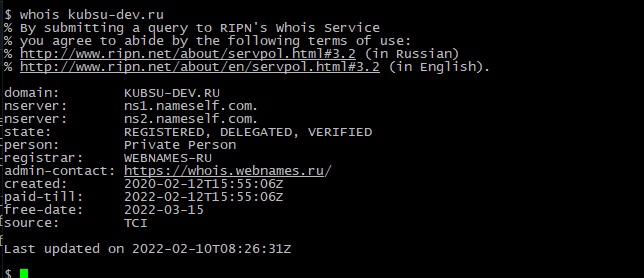 $ whois kubsu-dev.ru
% By submitting a query to RIPN's Whois Service
% you agree to abide by the following terms of use:
% http://www.ripn.net/about/servpol.html#3.2 (in Russian)
% http://www.ripn.net/about/en/servpol.html#3.2 (in English).
domain: KUBSU-DEV.RU
nserver: ns1.nameself.com.
nserver: ns2.nameself.com.
state: REGISTERED, DELEGATED, VERIFIED
person: Private Person
registrar: WEBNAMES-RU
admin-contact: https://whois.webnames.ru/
created: 2020-02-12T15:55:06Z
paid-till: 2022-02-12T15:55:06Z
free-date: 2022-03-15
source: TCI
Last updated on 2022-02-10T08:26:31Z
$